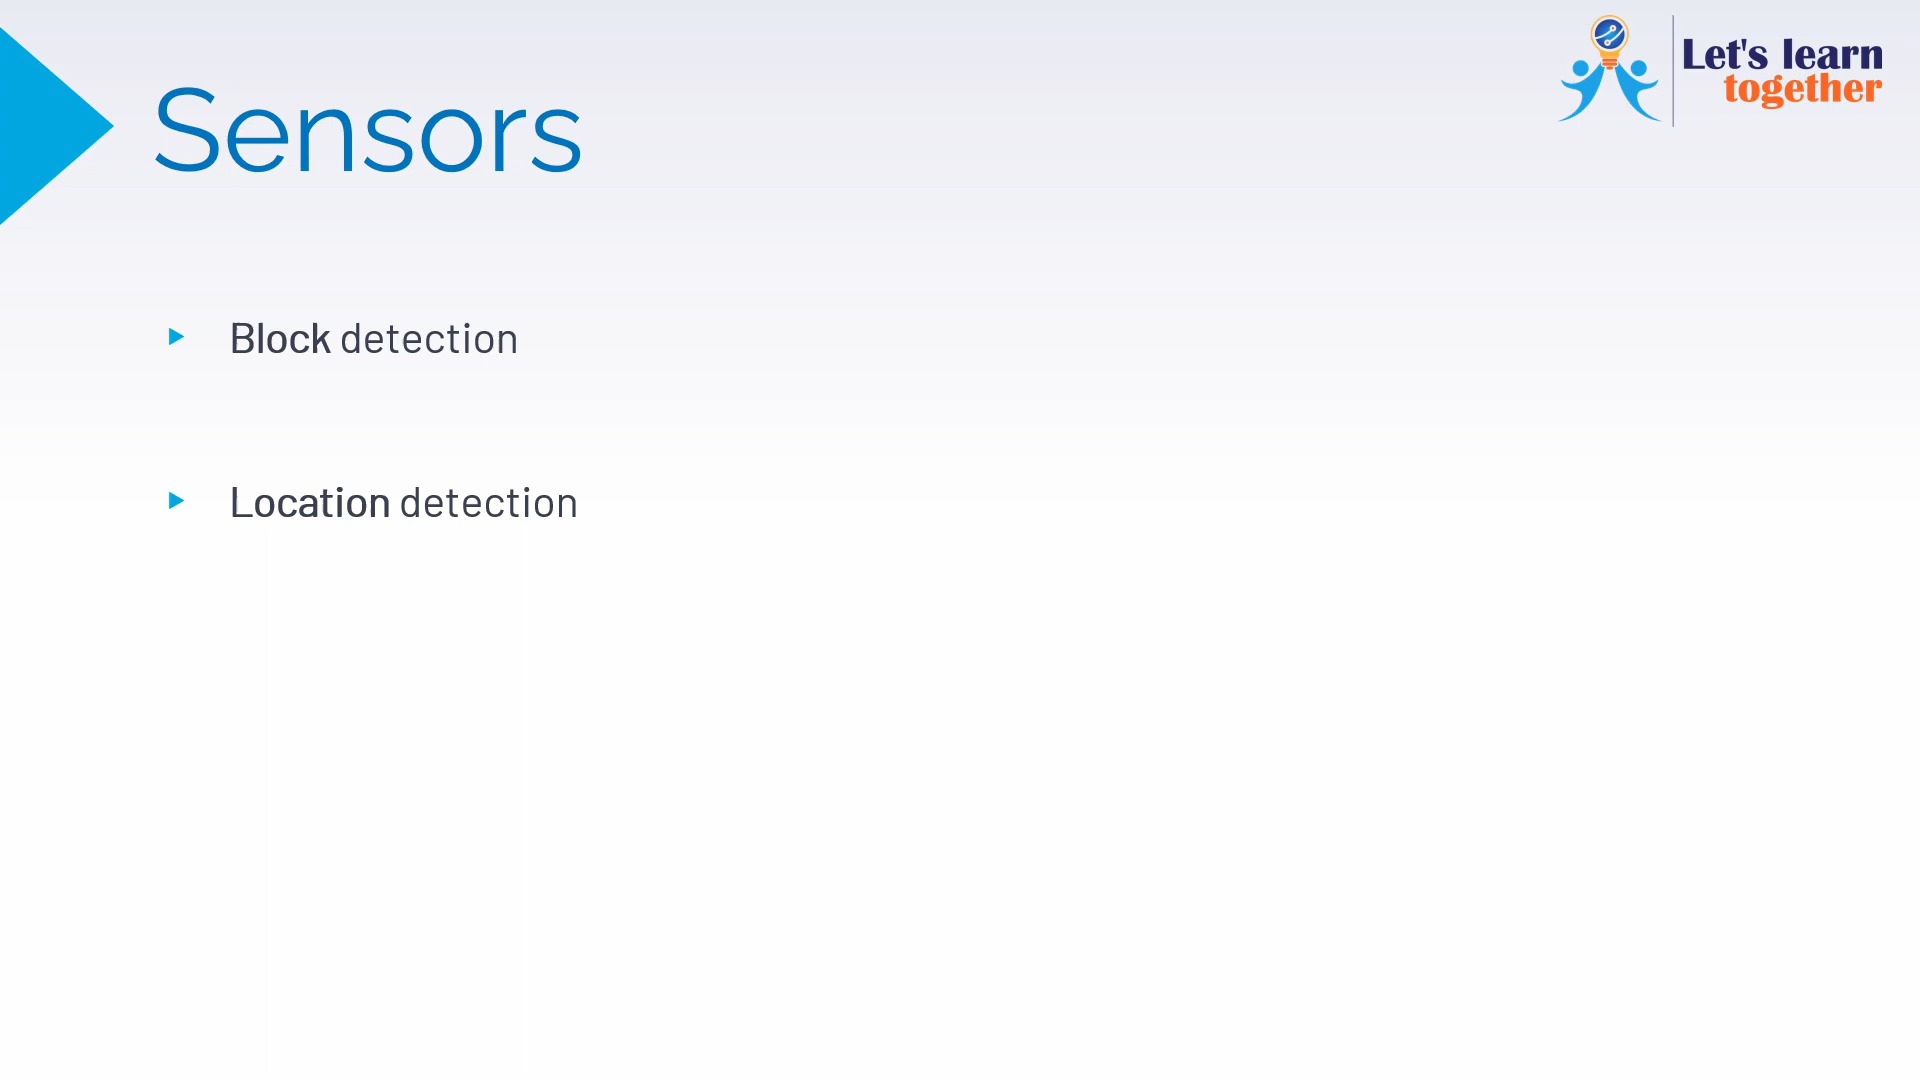 Let's learn
together
Sensors
Block detection
Location detection